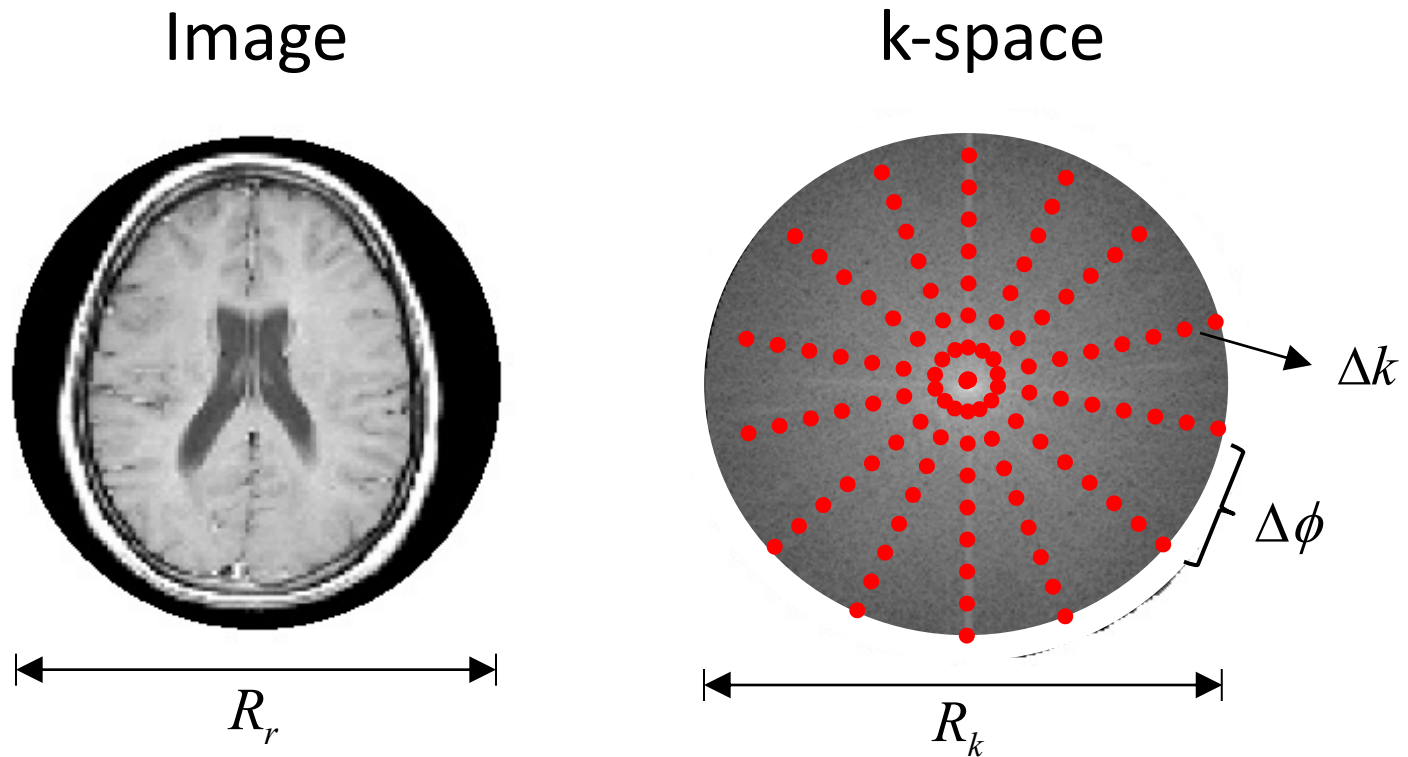 Image
k-space
Δk
Δϕ
R_r
R_k